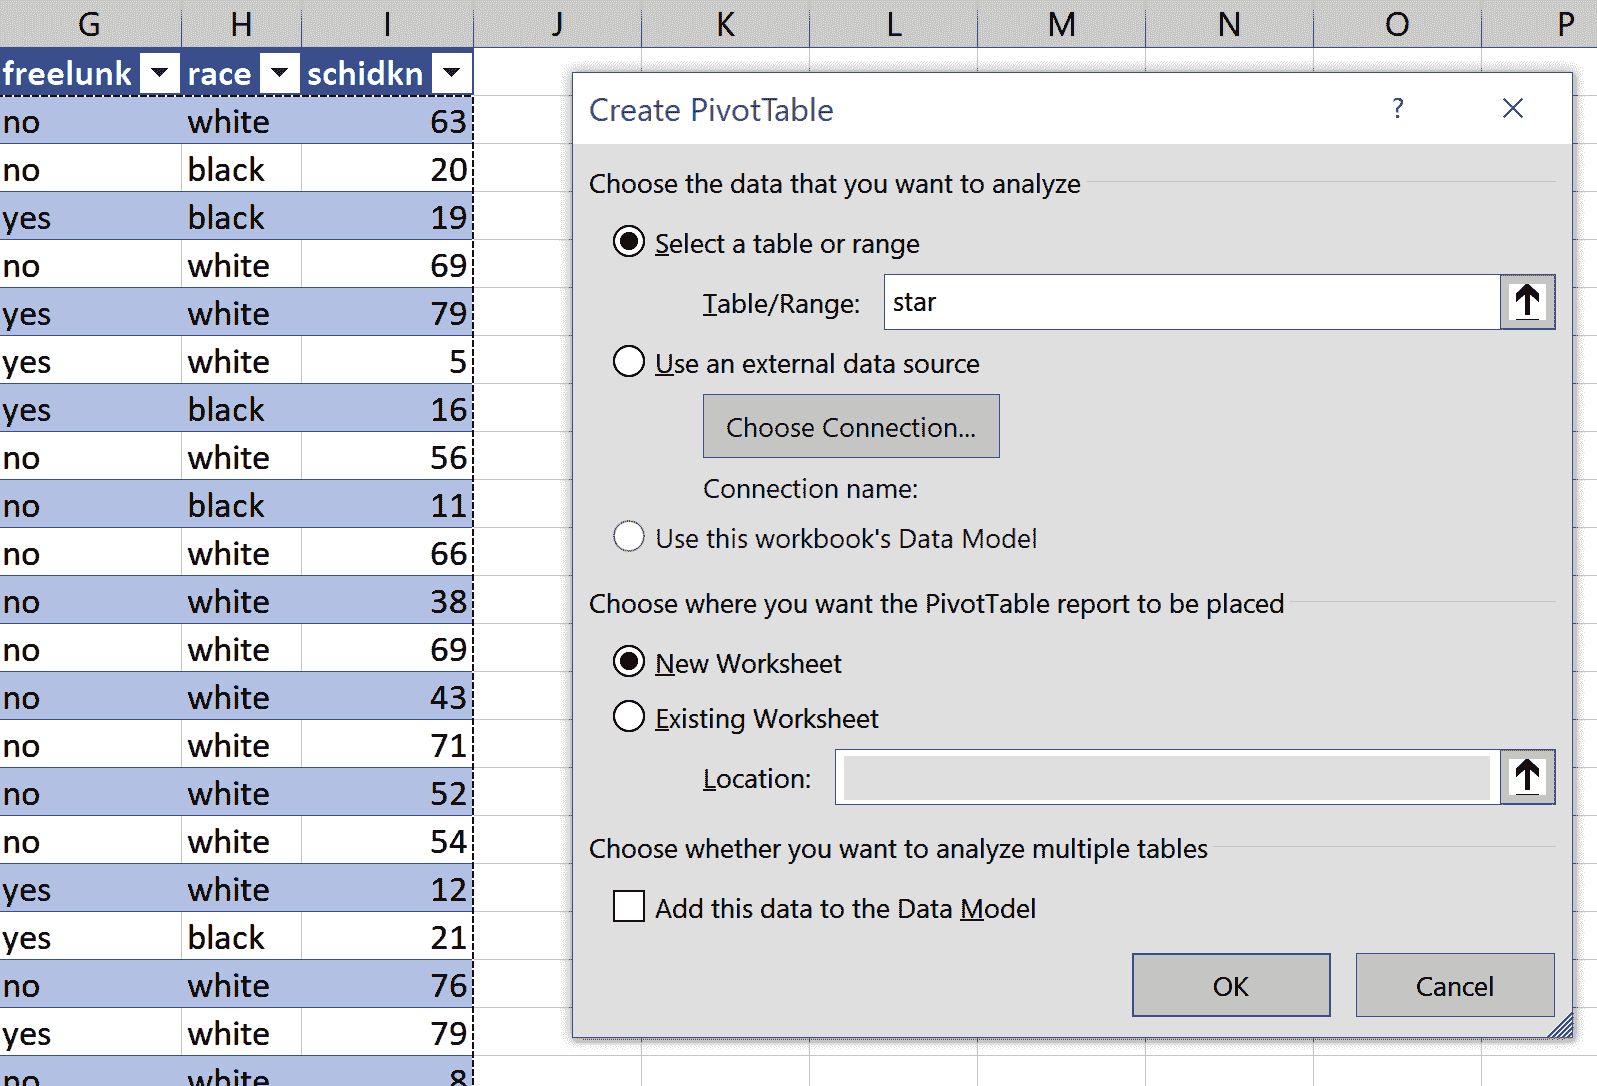 G H I J K L M N O P
freelunk race schidkn
no white 63
no black 20
yes black 19
no white 69
yes white 79
yes white 5
yes black 16
no white 56
no black 11
no white 66
no white 38
no white 69
no white 43
no white 71
no white 52
no white 54
yes white 12
yes black 21
no white 76
yes white 79
no white 8
Create PivotTable ?
Choose the data that you want to analyze
Select a table or range
Table/Range: star
Use an external data source
Choose Connection...
Connection name:
Use this workbook's Data Model
Choose where you want the PivotTable report to be placed
New Worksheet
Existing Worksheet
Location:
Choose whether you want to analyze multiple tables
Add this data to the Data Model
OK Cancel